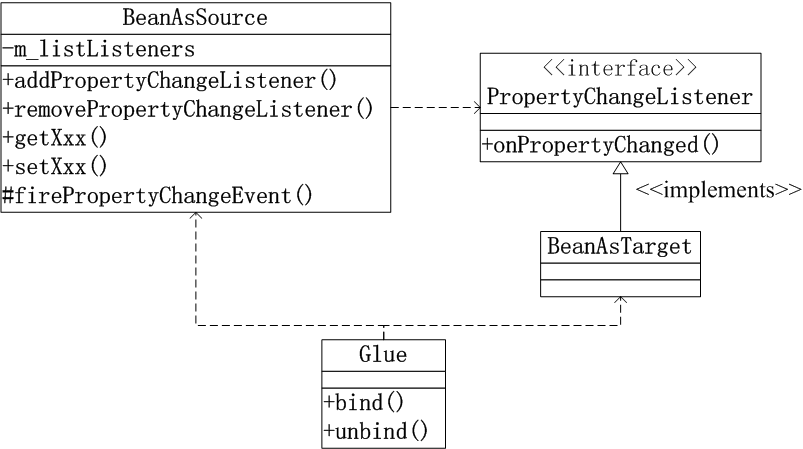 BeanAsSource
-m_listListeners
+addPropertyChangeListener()
+removePropertyChangeListener()
+getXxx()
+setXxx()
#firePropertyChangeEvent()
<<interface>>
PropertyChangeListener
+onPropertyChanged()
<<implements>>
BeanAsTarget
Glue
+bind()
+unbind()